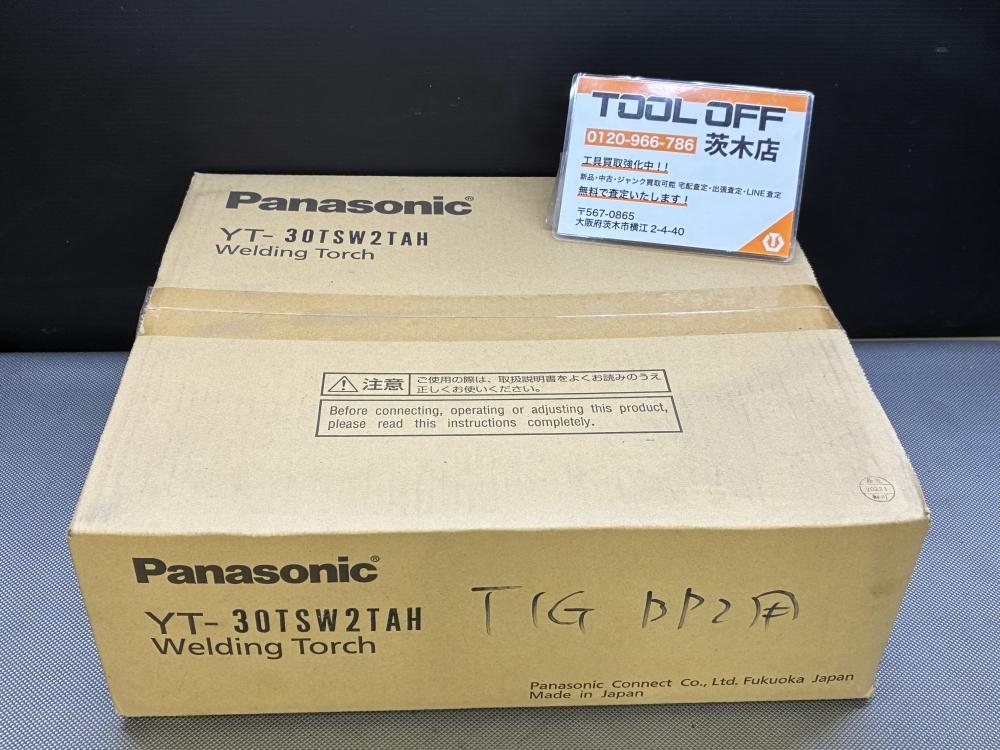 TOOL OFF
0120-966-786 茨木店
工具買取強化中!!
新品・中古・ジャンク買取可能 宅配査定・出張査定・LINE査定
無料で査定いたします!
〒567-0865
大阪府茨木市横江2-4-40
Panasonic®
YT-30TSW2TAH
Welding Torch
注意
ご使用の際は、取扱説明書をよくお読みのうえ
正しくお使いください。
Before connecting, operating or adjusting this product,
please read this instructions completely.
Panasonic®
YT-30TSW2TAH
Welding Torch
TIG BP2用
Panasonic Connect Co., Ltd. Fukuoka Japan
Made in Japan